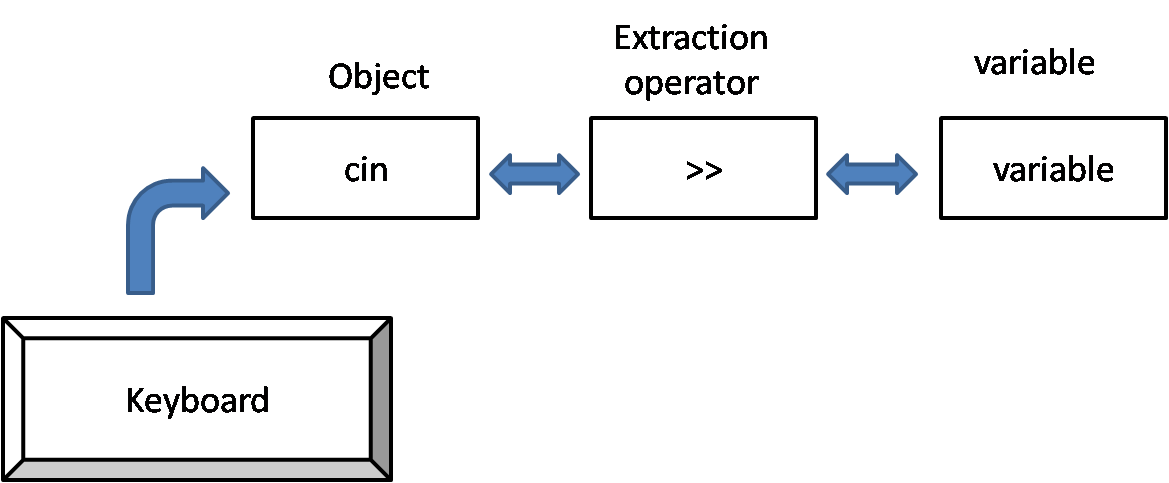 Object
Extraction
operator
variable
cin
>>
variable
Keyboard